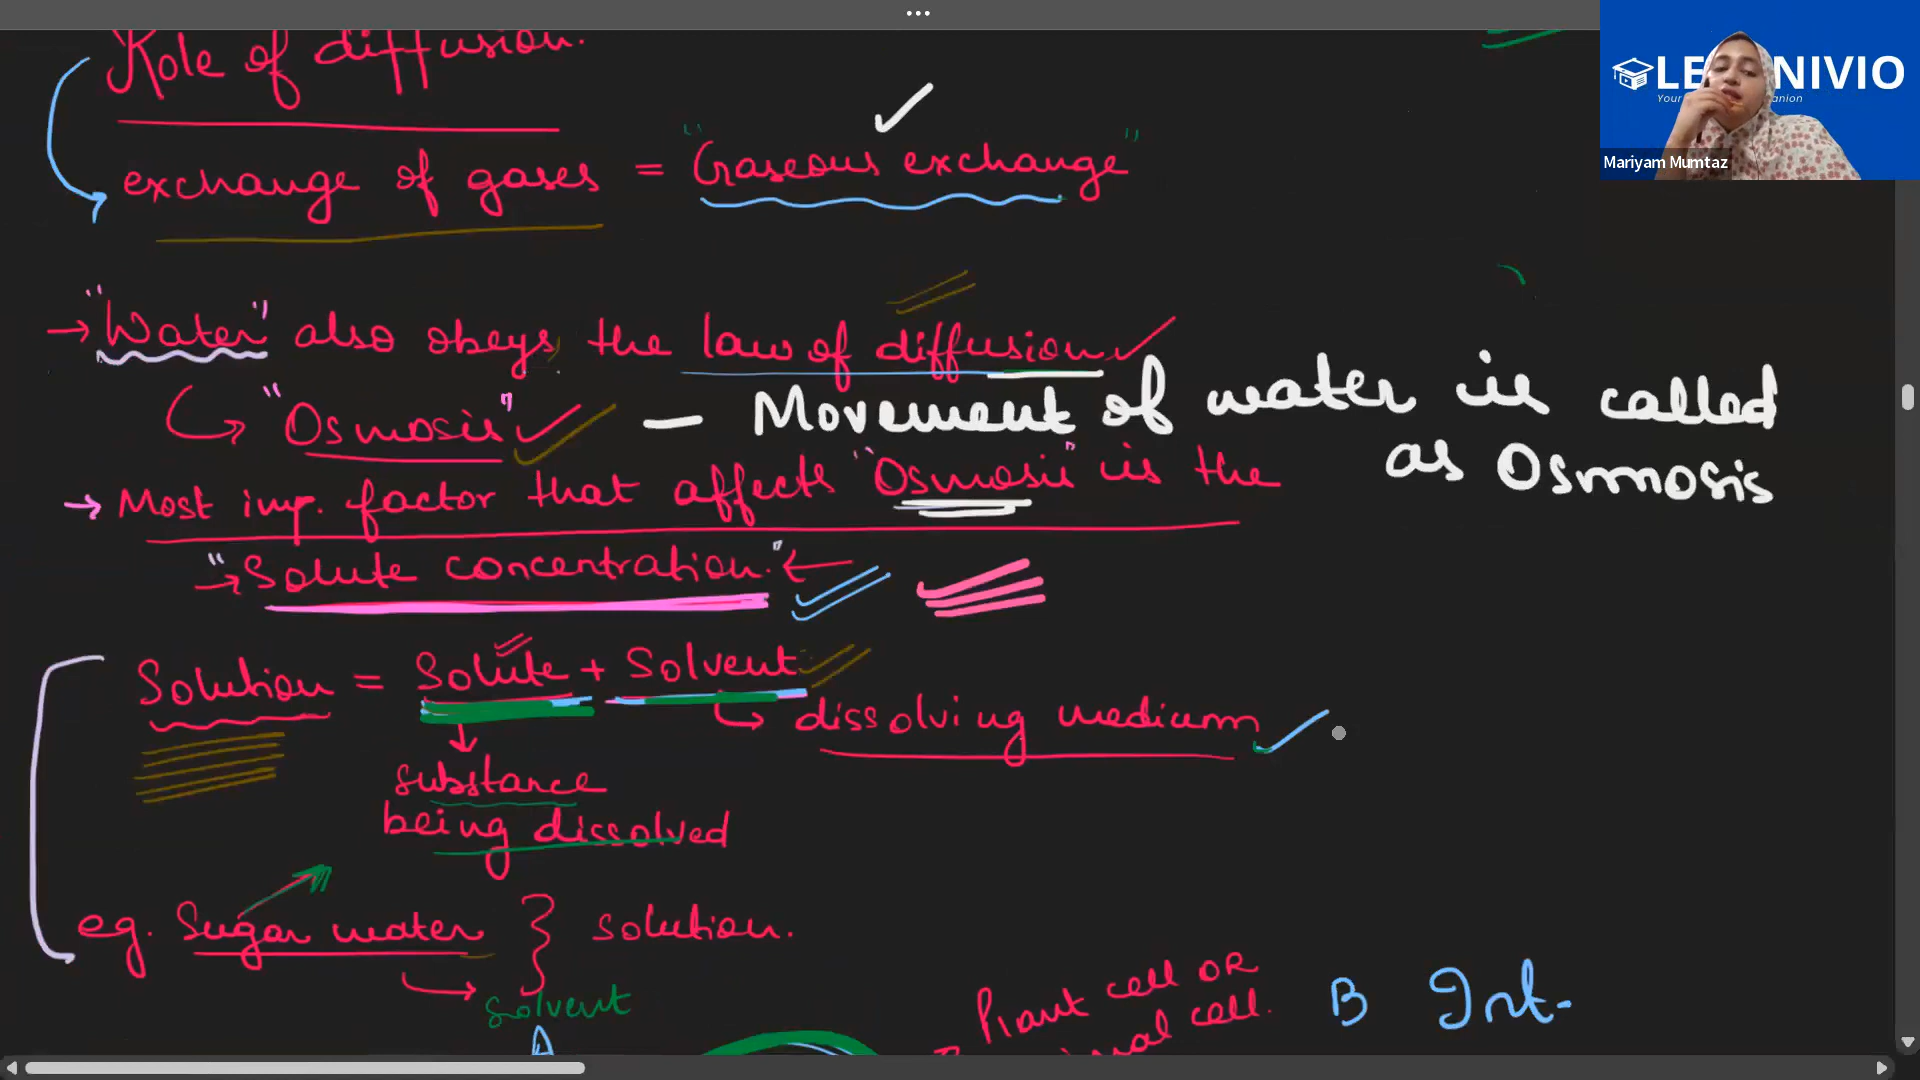 Role of diffusion.
exchange of gases = "Gaseous exchange"
→ "Water" also obeys the law of diffusion
"Osmosis" — Movement of water is called
as Osmosis
→ Most imp. factor that affects "Osmosis" is the
→ "Solute concentration." ←
Solution = Solute + Solvent
dissolving medium
substance
being dissolved
eg. Sugar water } solution.
solvent
Plant cell OR
cell.
A
B Int.
Mariyam Mumtaz
NIVIO